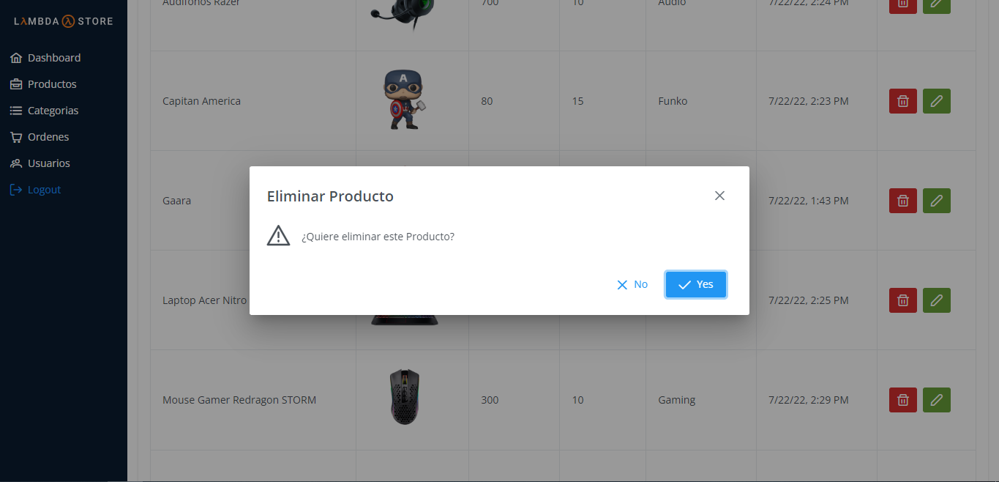 LΛMBDA STORE
Dashboard
Productos
Categorias
Ordenes
Usuarios
Logout
Audifonos Razer 700 10 Audio 7/22/22, 2:24 PM
Capitan America 80 15 Funko 7/22/22, 2:23 PM
Gaara 7/22/22, 1:43 PM
Laptop Acer Nitro 7/22/22, 2:25 PM
Mouse Gamer Redragon STORM 300 10 Gaming 7/22/22, 2:29 PM
Eliminar Producto
¿Quiere eliminar este Producto?
No Yes